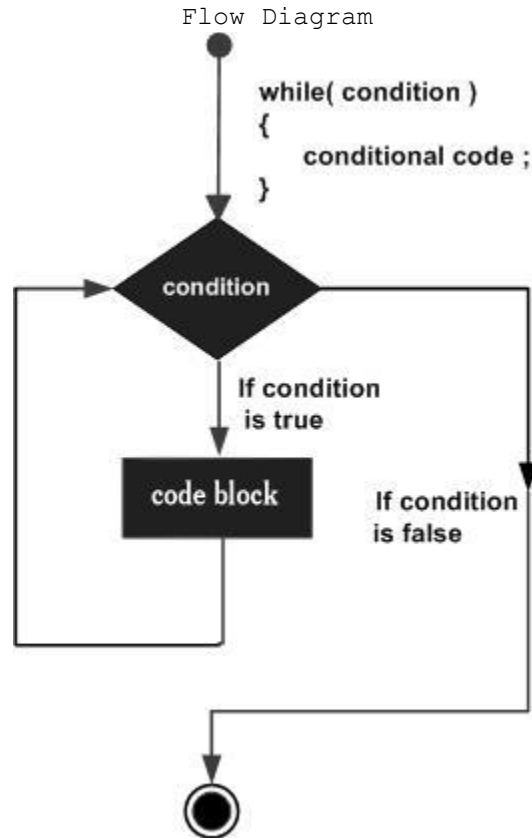 Flow Diagram
while( condition )
{
conditional code ;
}
condition
If condition
is true
code block
If condition
is false